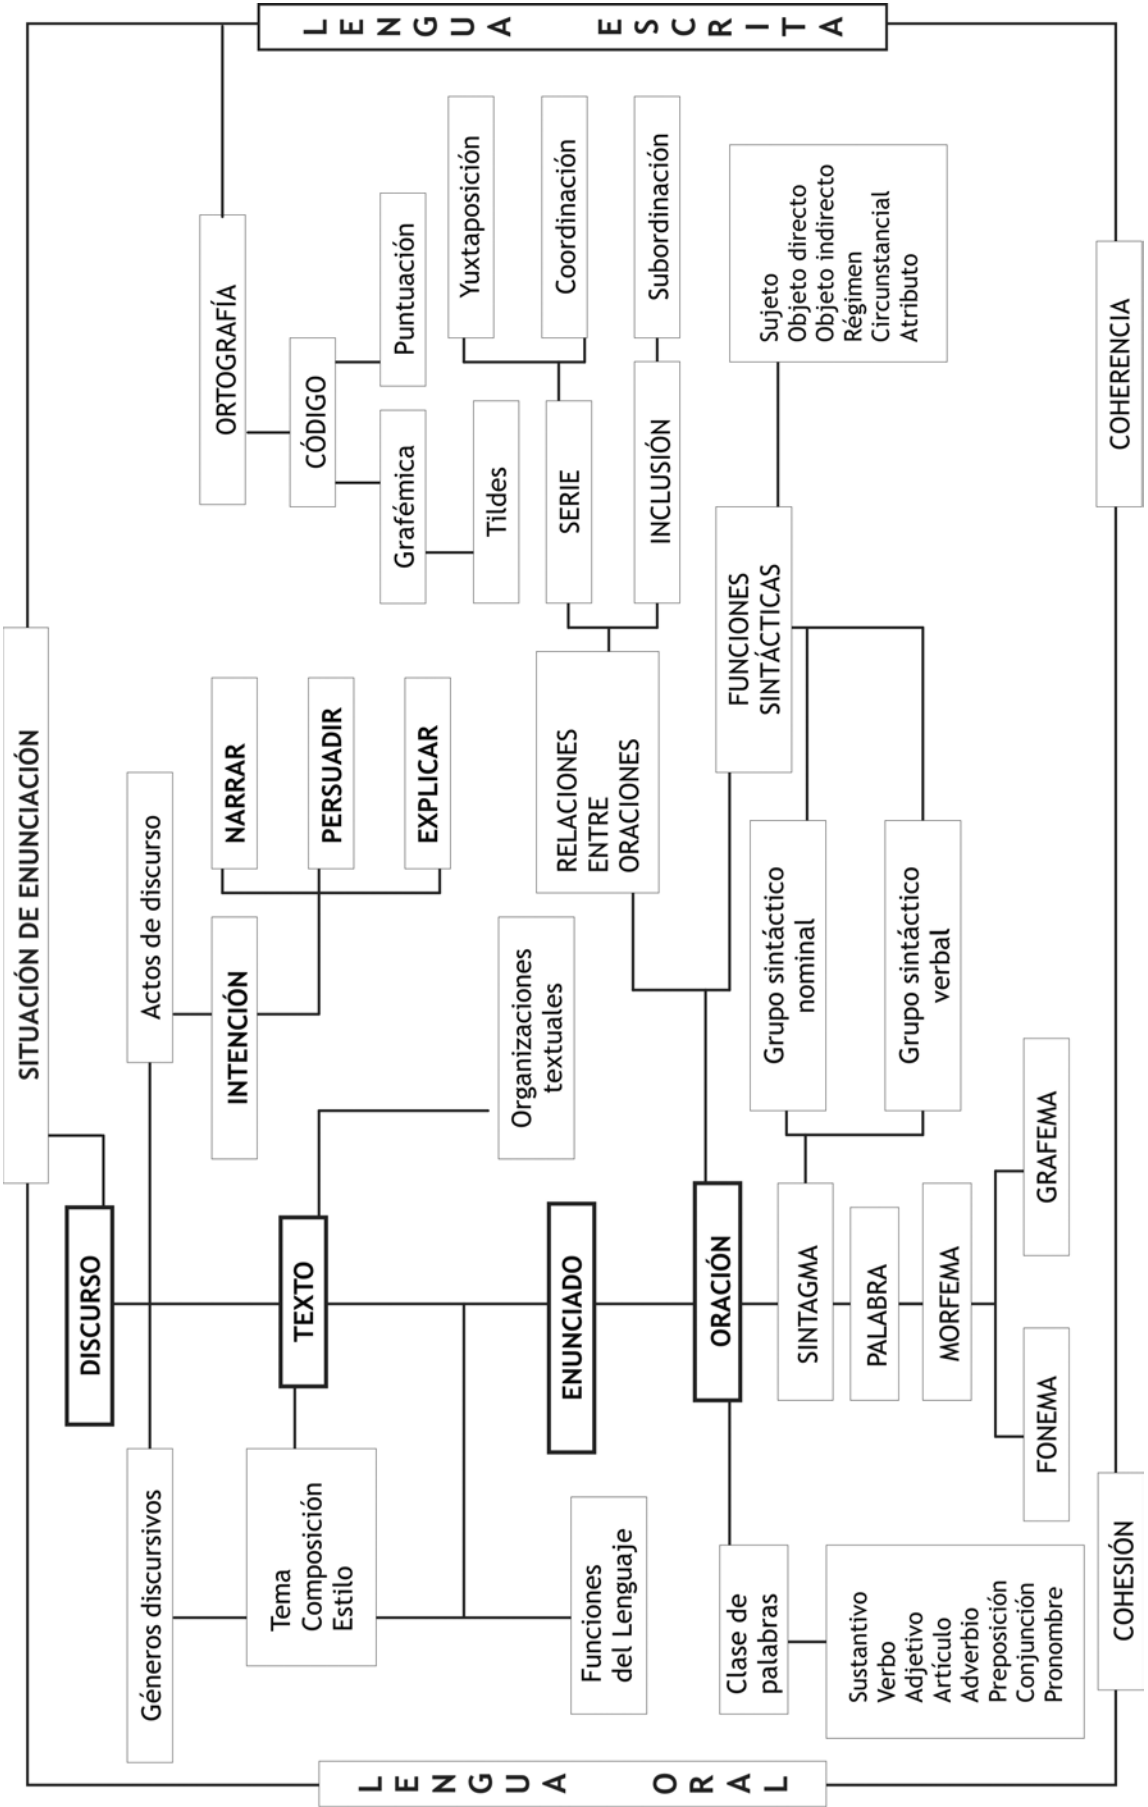 SITUACIÓN DE ENUNCIACIÓN
LENGUA ORAL
LENGUA ESCRITA
DISCURSO
Géneros discursivos
Actos de discurso
ORTOGRAFÍA
INTENCIÓN
NARRAR
PERSUADIR
EXPLICAR
CÓDIGO
Grafémica
Puntuación
Tildes
Tema
Composición
Estilo
TEXTO
Organizaciones
textuales
Funciones
del Lenguaje
ENUNCIADO
RELACIONES
ENTRE
ORACIONES
SERIE
Yuxtaposición
Coordinación
INCLUSIÓN
Subordinación
ORACIÓN
Clase de
palabras
Sustantivo
Verbo
Adjetivo
Artículo
Adverbio
Preposición
Conjunción
Pronombre
FUNCIONES
SINTÁCTICAS
Sujeto
Objeto directo
Objeto indirecto
Régimen
Circunstancial
Atributo
SINTAGMA
Grupo sintáctico
nominal
Grupo sintáctico
verbal
PALABRA
MORFEMA
FONEMA
GRAFEMA
COHESIÓN
COHERENCIA